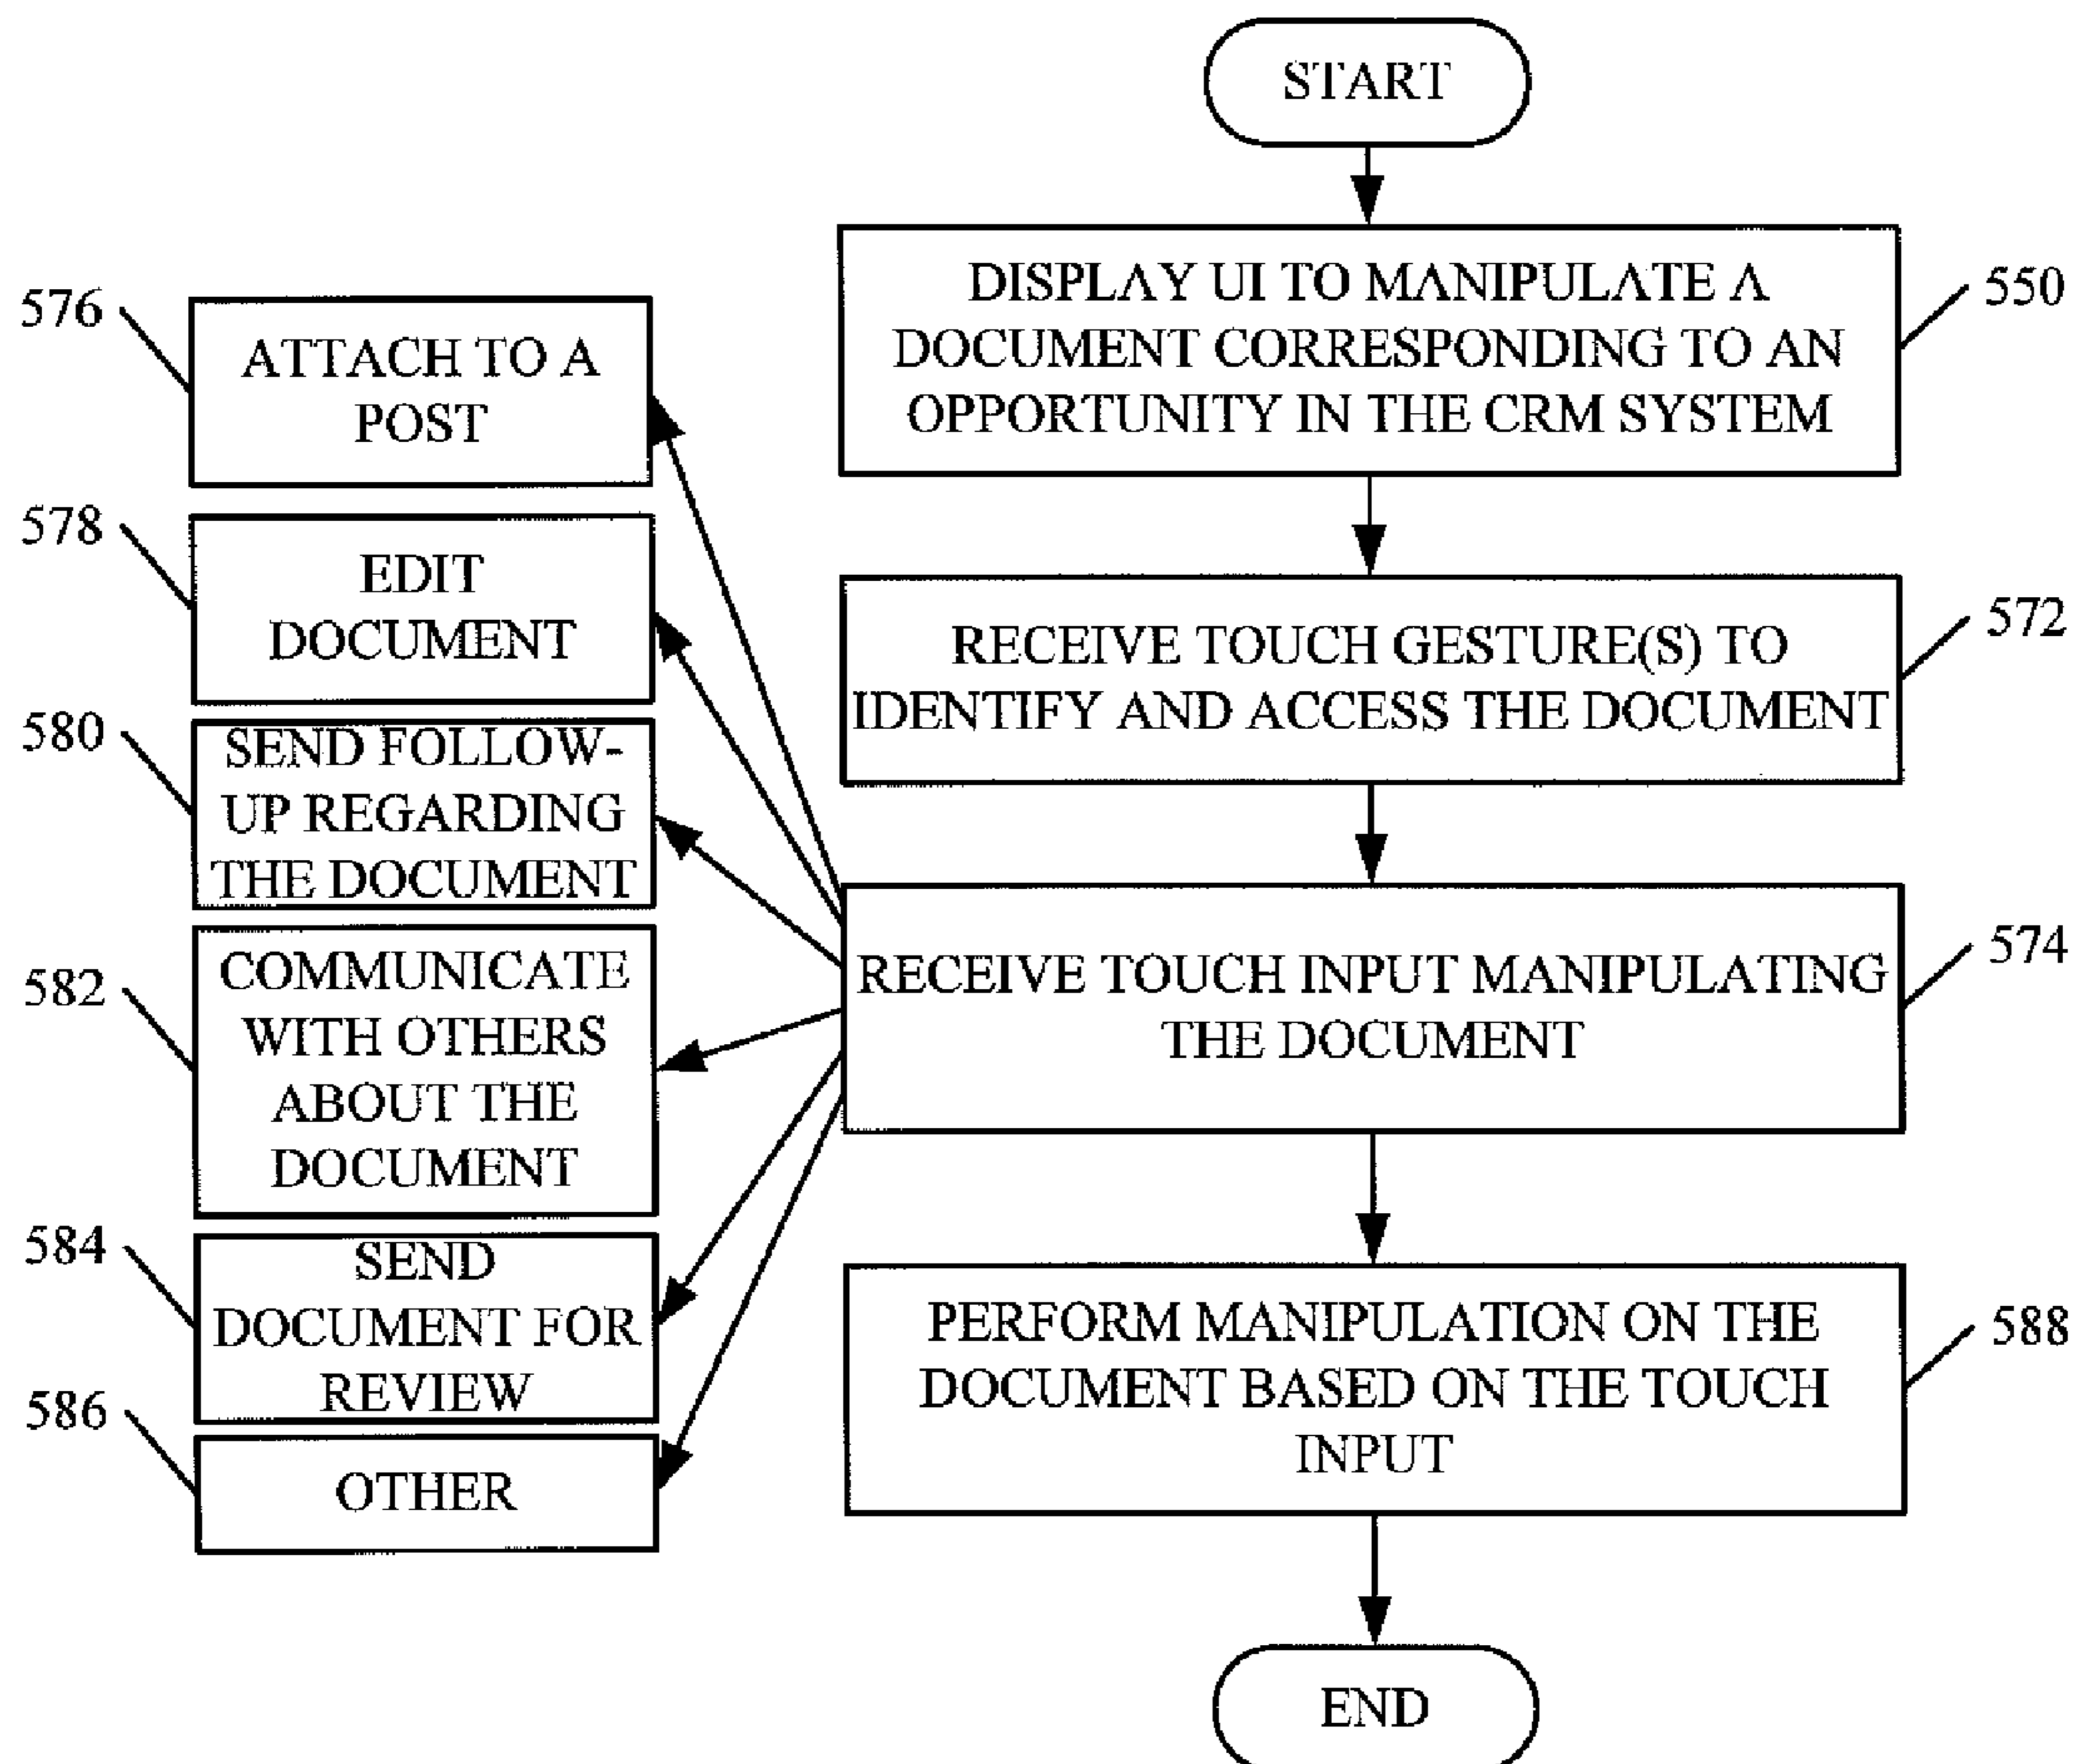 START
DISPLAY UI TO MANIPULATE A
DOCUMENT CORRESPONDING TO AN
OPPORTUNITY IN THE CRM SYSTEM
550
RECEIVE TOUCH GESTURE(S) TO
IDENTIFY AND ACCESS THE DOCUMENT
572
RECEIVE TOUCH INPUT MANIPULATING
THE DOCUMENT
574
576
ATTACH TO A
POST
578
EDIT
DOCUMENT
580
SEND FOLLOW-
UP REGARDING
THE DOCUMENT
582
COMMUNICATE
WITH OTHERS
ABOUT THE
DOCUMENT
584
SEND
DOCUMENT FOR
REVIEW
586
OTHER
PERFORM MANIPULATION ON THE
DOCUMENT BASED ON THE TOUCH
INPUT
588
END